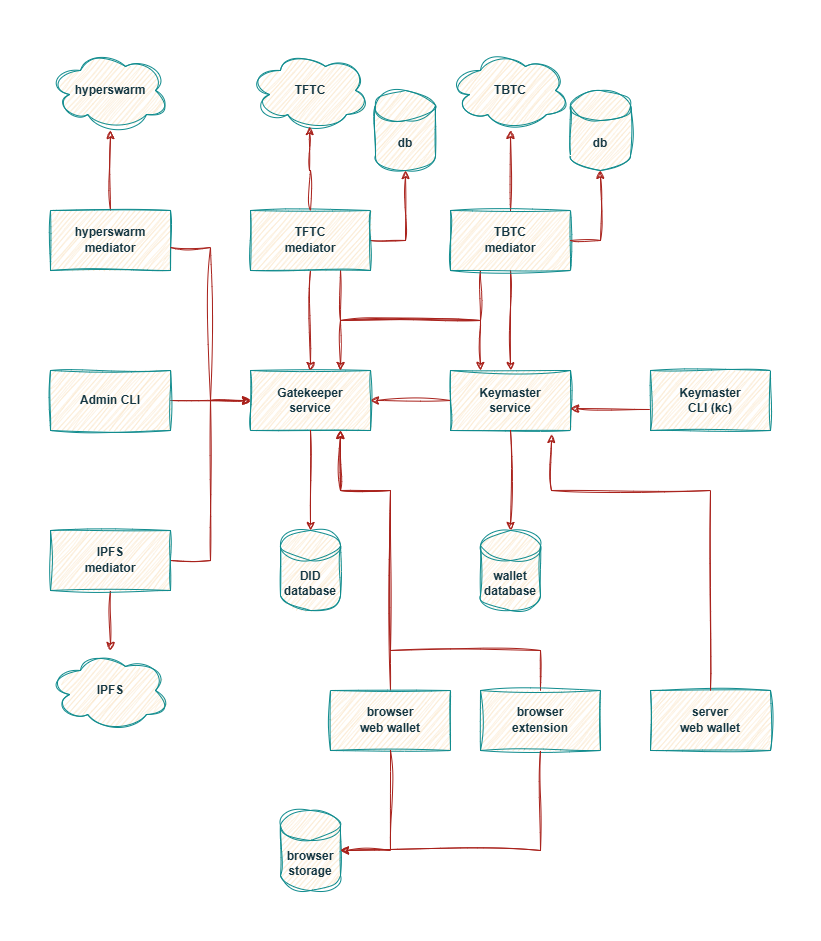 hyperswarm
TFTC
TBTC
db
db
hyperswarm
mediator
TFTC
mediator
TBTC
mediator
Admin CLI
Gatekeeper
service
Keymaster
service
Keymaster
CLI (kc)
IPFS
mediator
DID
database
wallet
database
IPFS
browser
web wallet
browser
extension
server
web wallet
browser
storage